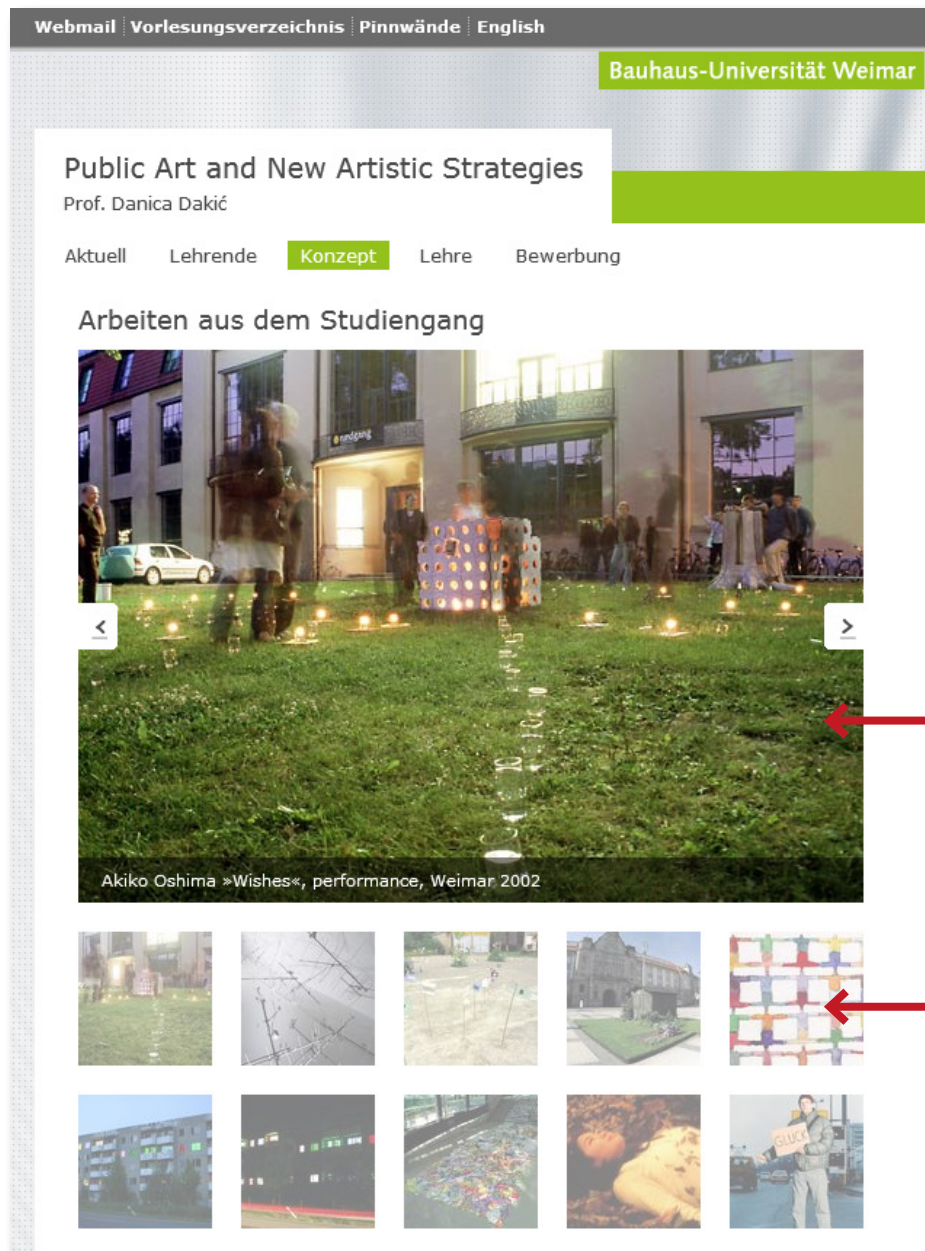 Webmail Vorlesungsverzeichnis Pinnwände English
Bauhaus-Universität Weimar
Public Art and New Artistic Strategies
Prof. Danica Dakić
Aktuell Lehrende Konzept Lehre Bewerbung
Arbeiten aus dem Studiengang
rundgang
< >
Akiko Oshima »Wishes«, performance, Weimar 2002
GLÜCK